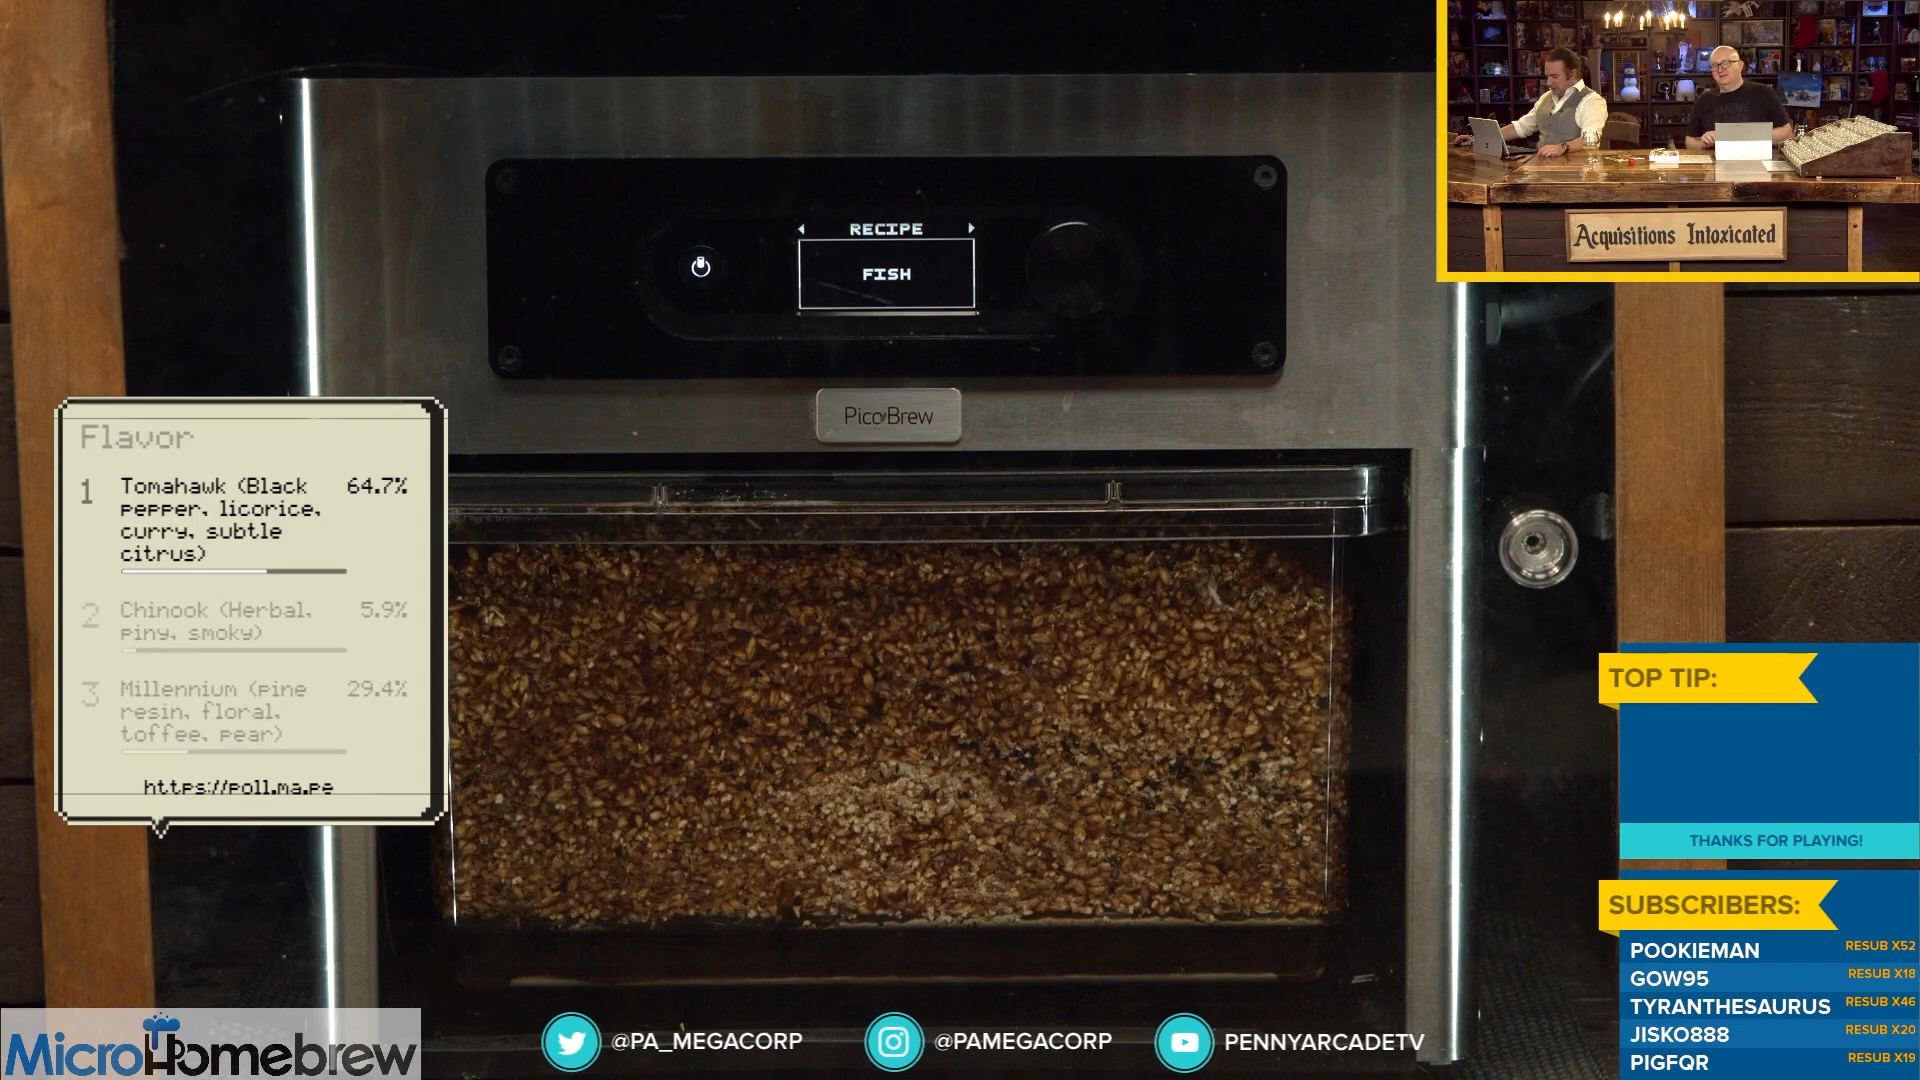 Acquisitions Intoxicated
RECIPE
FISH
PicoBrew
Flavor
1 Tomahawk (Black 64.7%
pepper, licorice,
curry, subtle
citrus)
2 Chinook (Herbal, 5.9%
piny, smoky)
3 Millennium (pine 29.4%
resin, floral,
toffee, pear)
https://poll.ma.pe
TOP TIP:
THANKS FOR PLAYING!
SUBSCRIBERS:
POOKIEMAN RESUB X52
GOW95 RESUB X18
TYRANTHESAURUS RESUB X46
JISKO888 RESUB X20
PIGFQR RESUB X19
MicroHomebrew
@PA_MEGACORP
@PAMEGACORP
PENNYARCADETV